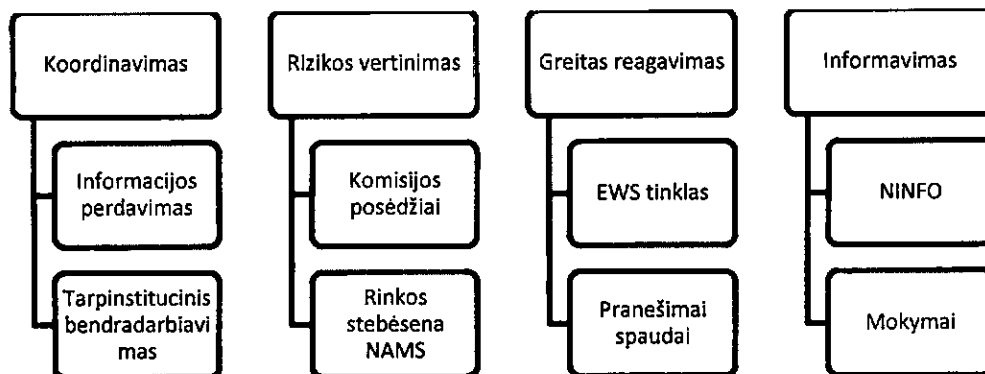 Koordinavimas
Informacijos
perdavimas
Tarpinstitucinis
bendradarbiavi
mas
Rizikos vertinimas
Komisijos
posėdžiai
Rinkos
stebėsena
NAMS
Greitas reagavimas
EWS tinklas
Pranešimai
spaudai
Informavimas
NINFO
Mokymai